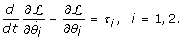 d/dt ∂ℒ/∂θ̇ᵢ − ∂ℒ/∂θᵢ = τᵢ, i = 1, 2.